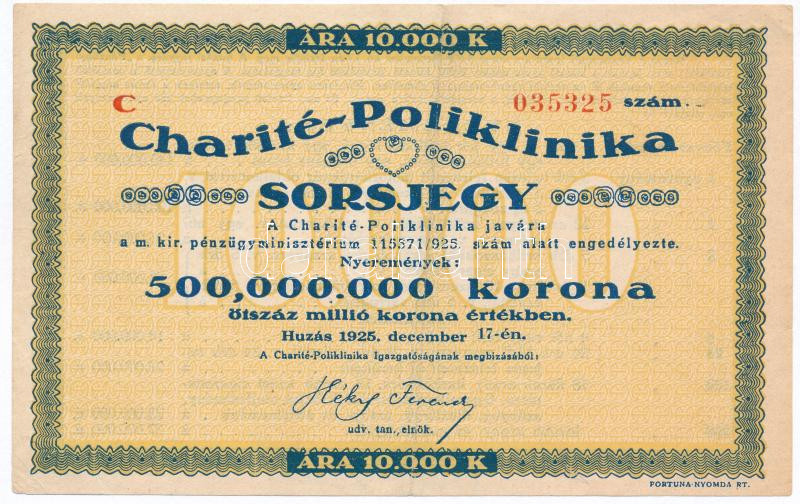 ÁRA 10.000 K
C 035325 szám.
Charité-Poliklinika
SORSJEGY
A Charité-Poliklinika javára
a m. kir. pénzügyminisztérium 115371/925. szám alatt engedélyezte.
Nyeremények:
500,000.000 korona
ötszáz millió korona értékben.
Huzás 1925. december 17-én.
A Charité-Poliklinika Igazgatóságának megbizásából:
udv. tan., elnök.
ÁRA 10.000 K
PORTUNA-NYOMDA RT.
10000